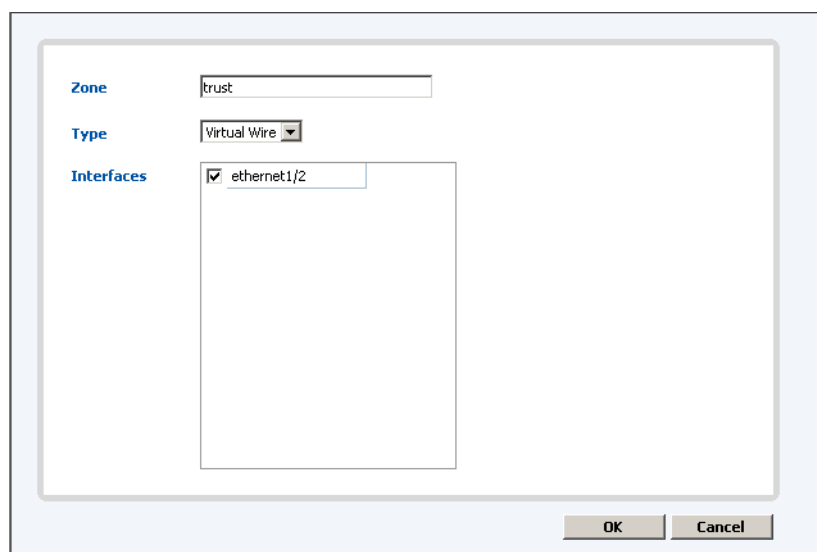 Zone trust
Type Virtual Wire
Interfaces ethernet1/2
OK Cancel